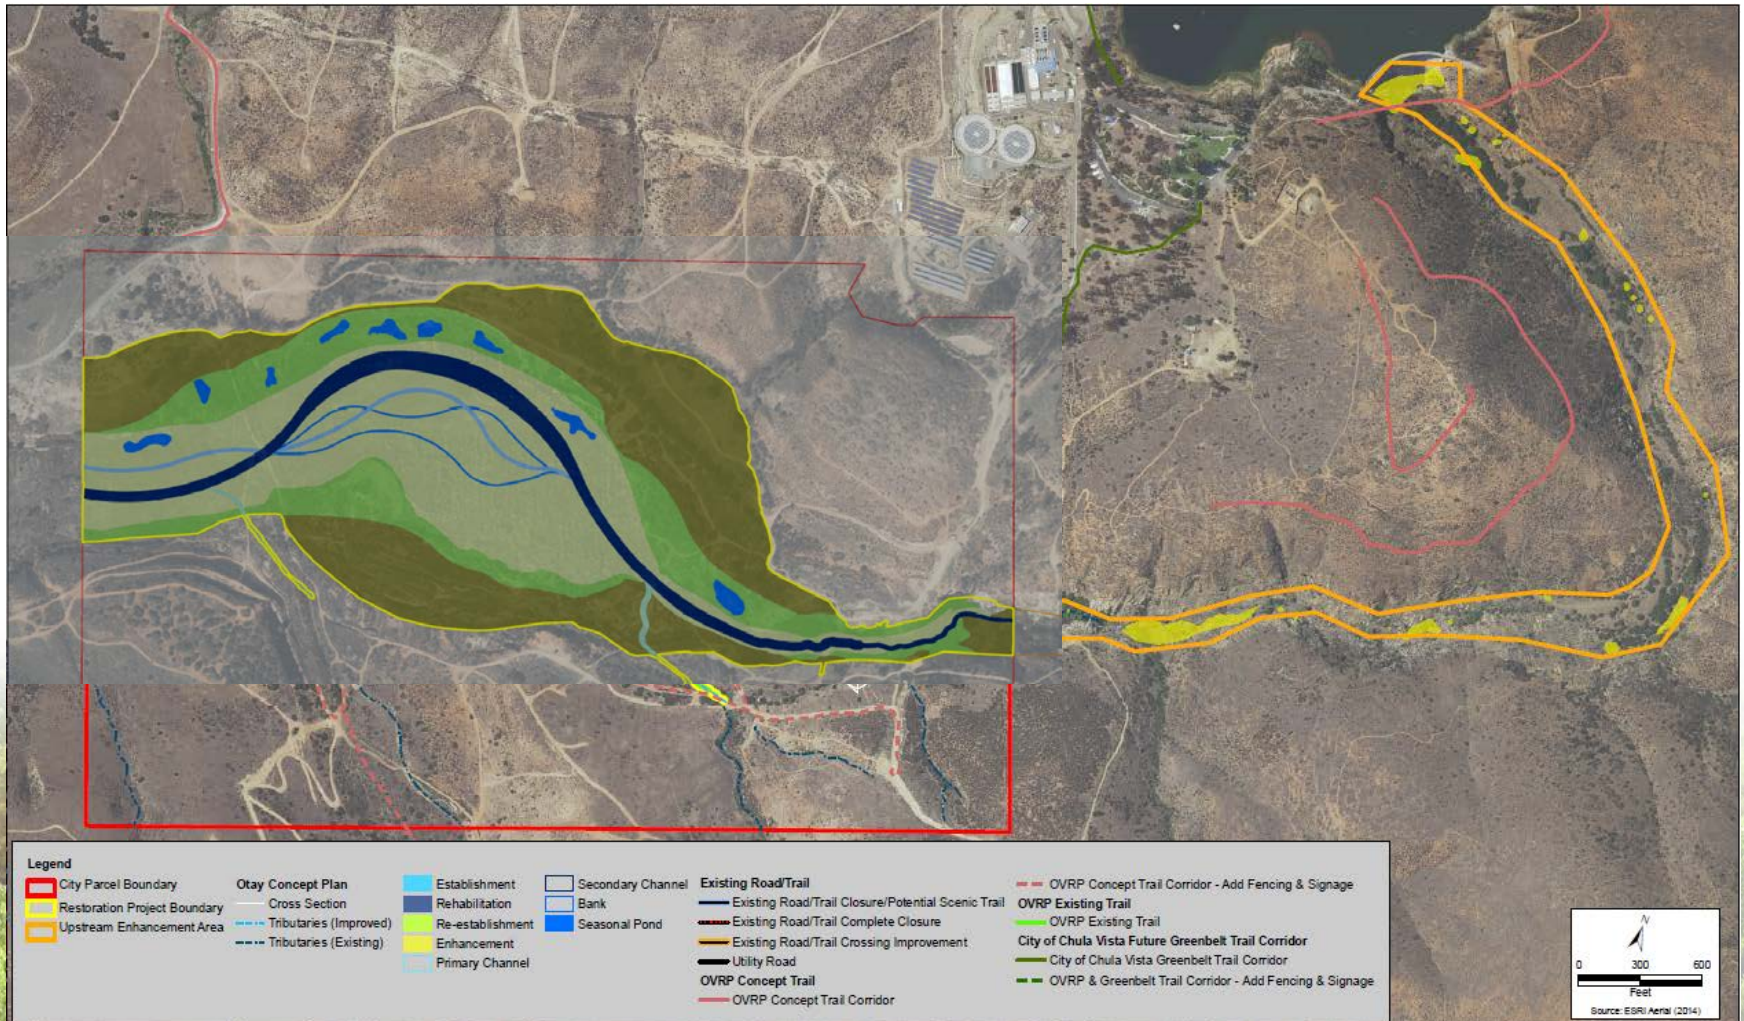 Legend
City Parcel Boundary
Restoration Project Boundary
Upstream Enhancement Area
Otay Concept Plan
Cross Section
Tributaries (Improved)
Tributaries (Existing)
Establishment
Rehabilitation
Re-establishment
Enhancement
Primary Channel
Secondary Channel
Bank
Seasonal Pond
Existing Road/Trail
Existing Road/Trail Closure/Potential Scenic Trail
Existing Road/Trail Complete Closure
Existing Road/Trail Crossing Improvement
Utility Road
OVRP Concept Trail
OVRP Concept Trail Corridor
OVRP Concept Trail Corridor - Add Fencing & Signage
OVRP Existing Trail
OVRP Existing Trail
City of Chula Vista Future Greenbelt Trail Corridor
City of Chula Vista Greenbelt Trail Corridor
OVRP & Greenbelt Trail Corridor - Add Fencing & Signage
N
0 300 600
Feet
Source: ESRI Aerial (2014)